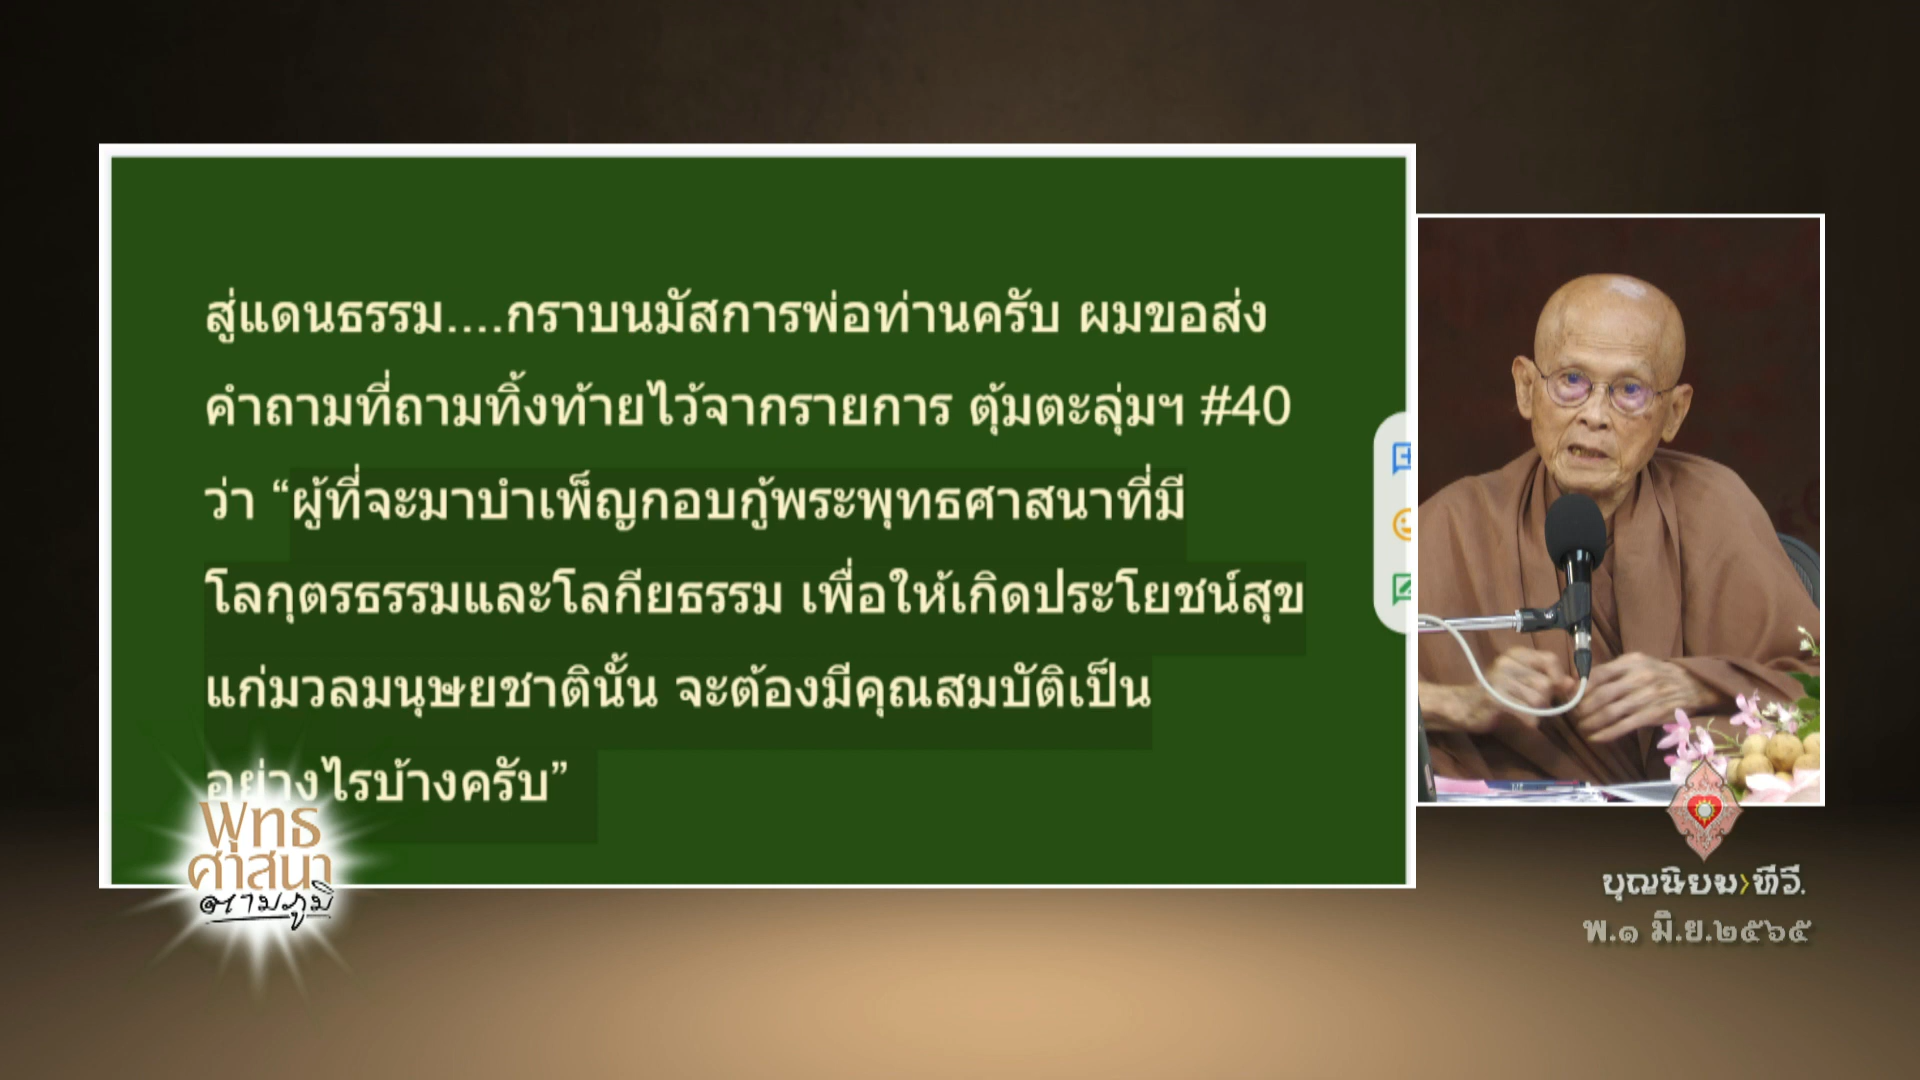 สู่แดนธรรม....กราบนมัสการพ่อท่านครับ ผมขอส่ง
คำถามที่ถามทิ้งท้ายไว้จากรายการ ตุ้มตะลุ่มฯ #40
ว่า “ผู้ที่จะมาบำเพ็ญกอบกู้พระพุทธศาสนาที่มี
โลกุตรธรรมและโลกียธรรม เพื่อให้เกิดประโยชน์สุข
แก่มวลมนุษยชาตินั้น จะต้องมีคุณสมบัติเป็น
อย่างไรบ้างครับ”
พุทธ
ศาสนา
ตามภูมิ
บุญนิยม>ทีวี.
พ.๑ มิ.ย.๒๕๖๕